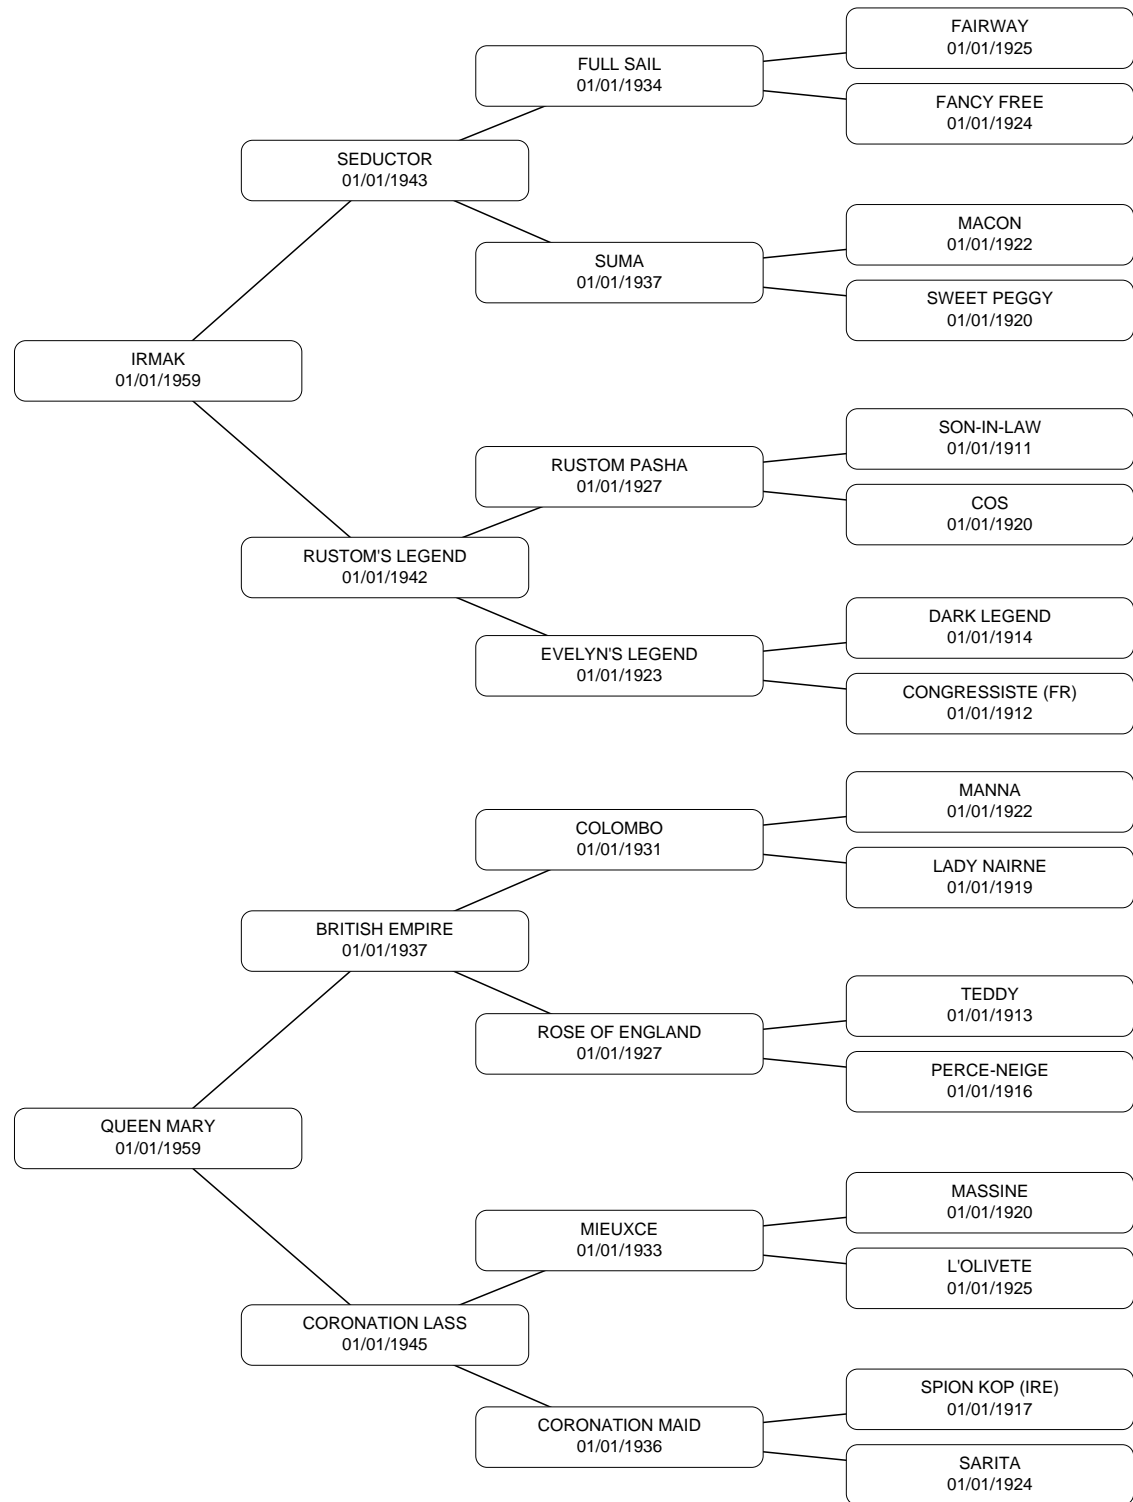 FAIRWAY
01/01/1925
FULL SAIL
01/01/1934
FANCY FREE
01/01/1924
SEDUCTOR
01/01/1943
MACON
01/01/1922
SUMA
01/01/1937
SWEET PEGGY
01/01/1920
IRMAK
01/01/1959
SON-IN-LAW
01/01/1911
RUSTOM PASHA
01/01/1927
COS
01/01/1920
RUSTOM'S LEGEND
01/01/1942
DARK LEGEND
01/01/1914
EVELYN'S LEGEND
01/01/1923
CONGRESSISTE (FR)
01/01/1912
MANNA
01/01/1922
COLOMBO
01/01/1931
LADY NAIRNE
01/01/1919
BRITISH EMPIRE
01/01/1937
TEDDY
01/01/1913
ROSE OF ENGLAND
01/01/1927
PERCE-NEIGE
01/01/1916
QUEEN MARY
01/01/1959
MASSINE
01/01/1920
MIEUXCE
01/01/1933
L'OLIVETE
01/01/1925
CORONATION LASS
01/01/1945
SPION KOP (IRE)
01/01/1917
CORONATION MAID
01/01/1936
SARITA
01/01/1924